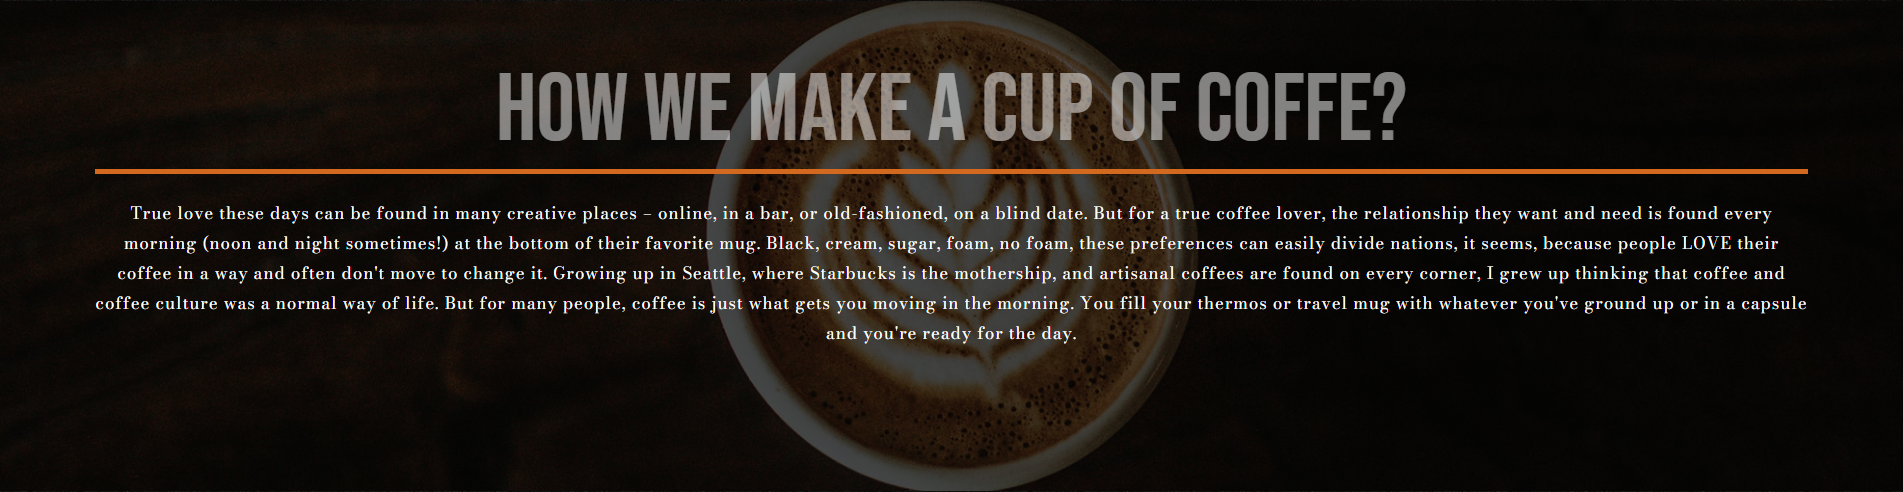 HOW WE MAKE A CUP OF COFFE?
True love these days can be found in many creative places – online, in a bar, or old-fashioned, on a blind date. But for a true coffee lover, the relationship they want and need is found every
morning (noon and night sometimes!) at the bottom of their favorite mug. Black, cream, sugar, foam, no foam, these preferences can easily divide nations, it seems, because people LOVE their
coffee in a way and often don't move to change it. Growing up in Seattle, where Starbucks is the mothership, and artisanal coffees are found on every corner, I grew up thinking that coffee and
coffee culture was a normal way of life. But for many people, coffee is just what gets you moving in the morning. You fill your thermos or travel mug with whatever you've ground up or in a capsule
and you're ready for the day.